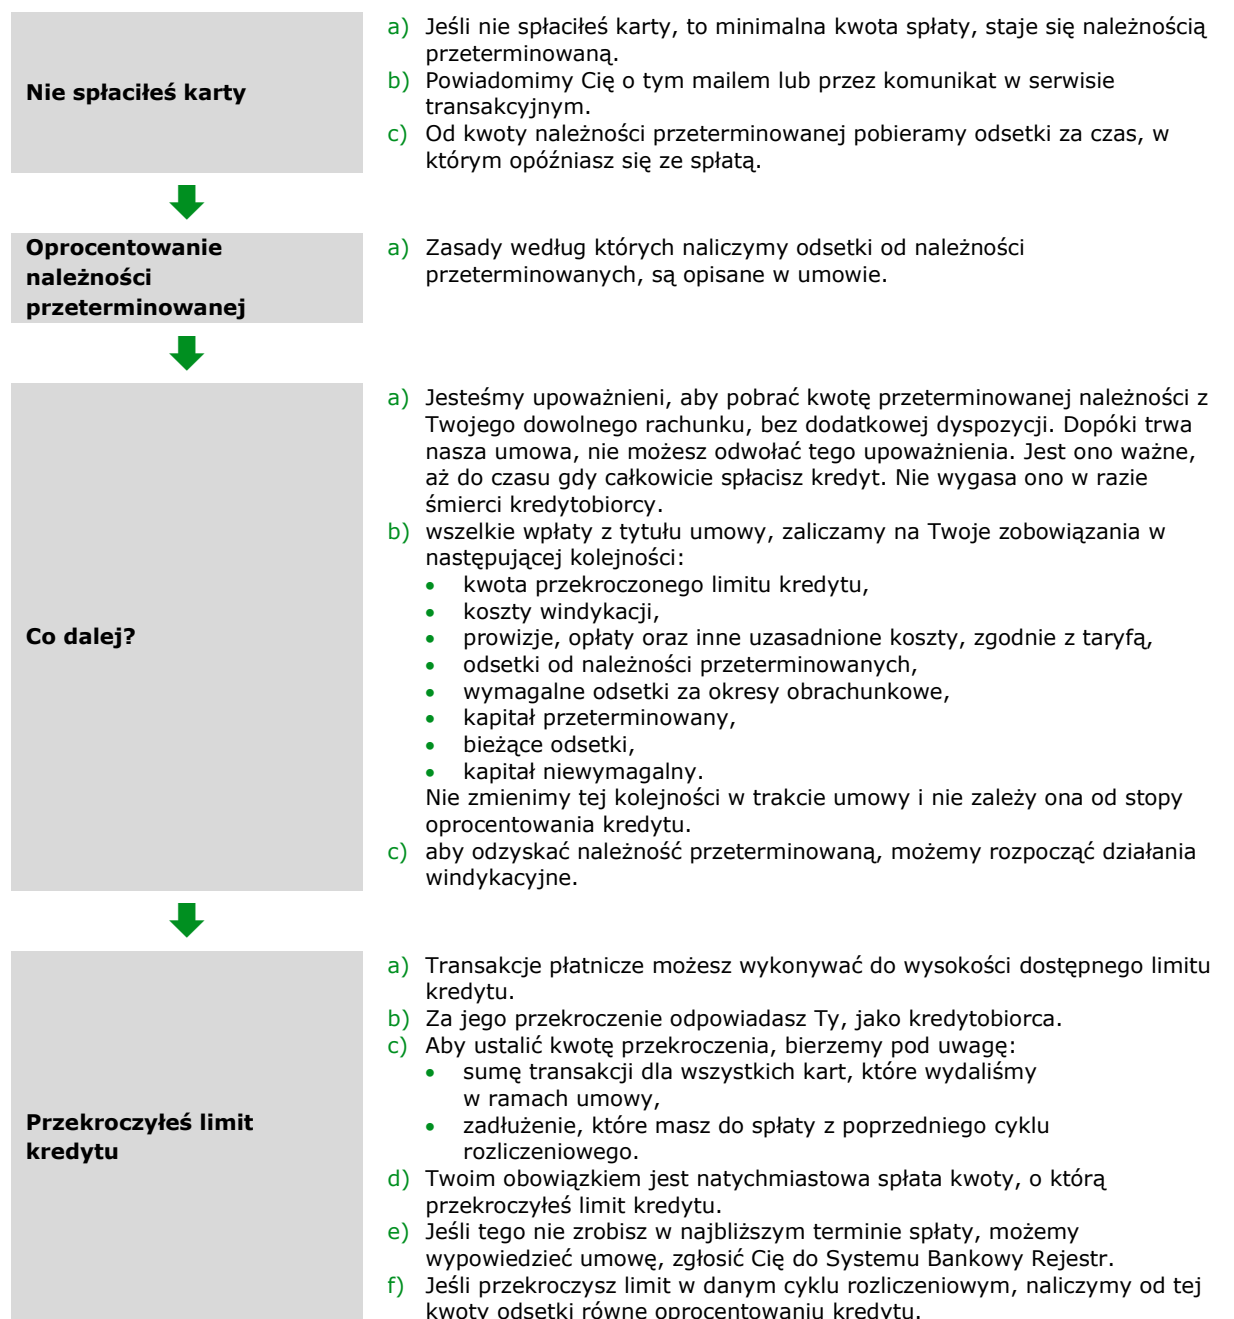 Nie spłaciłeś karty
a) Jeśli nie spłaciłeś karty, to minimalna kwota spłaty, staje się należnością
przeterminowaną.
b) Powiadomimy Cię o tym mailem lub przez komunikat w serwisie
transakcyjnym.
c) Od kwoty należności przeterminowanej pobieramy odsetki za czas, w
którym opóźniasz się ze spłatą.
Oprocentowanie
należności
przeterminowanej
a) Zasady według których naliczymy odsetki od należności
przeterminowanych, są opisane w umowie.
Co dalej?
a) Jesteśmy upoważnieni, aby pobrać kwotę przeterminowanej należności z
Twojego dowolnego rachunku, bez dodatkowej dyspozycji. Dopóki trwa
nasza umowa, nie możesz odwołać tego upoważnienia. Jest ono ważne,
aż do czasu gdy całkowicie spłacisz kredyt. Nie wygasa ono w razie
śmierci kredytobiorcy.
b) wszelkie wpłaty z tytułu umowy, zaliczamy na Twoje zobowiązania w
następującej kolejności:
• kwota przekroczonego limitu kredytu,
• koszty windykacji,
• prowizje, opłaty oraz inne uzasadnione koszty, zgodnie z taryfą,
• odsetki od należności przeterminowanych,
• wymagalne odsetki za okresy obrachunkowe,
• kapitał przeterminowany,
• bieżące odsetki,
• kapitał niewymagalny.
Nie zmienimy tej kolejności w trakcie umowy i nie zależy ona od stopy
oprocentowania kredytu.
c) aby odzyskać należność przeterminowaną, możemy rozpocząć działania
windykacyjne.
Przekroczyłeś limit
kredytu
a) Transakcje płatnicze możesz wykonywać do wysokości dostępnego limitu
kredytu.
b) Za jego przekroczenie odpowiadasz Ty, jako kredytobiorca.
c) Aby ustalić kwotę przekroczenia, bierzemy pod uwagę:
• sumę transakcji dla wszystkich kart, które wydaliśmy
w ramach umowy,
• zadłużenie, które masz do spłaty z poprzedniego cyklu
rozliczeniowego.
d) Twoim obowiązkiem jest natychmiastowa spłata kwoty, o którą
przekroczyłeś limit kredytu.
e) Jeśli tego nie zrobisz w najbliższym terminie spłaty, możemy
wypowiedzieć umowę, zgłosić Cię do Systemu Bankowy Rejestr.
f) Jeśli przekroczysz limit w danym cyklu rozliczeniowym, naliczymy od tej
kwoty odsetki równe oprocentowaniu kredytu.